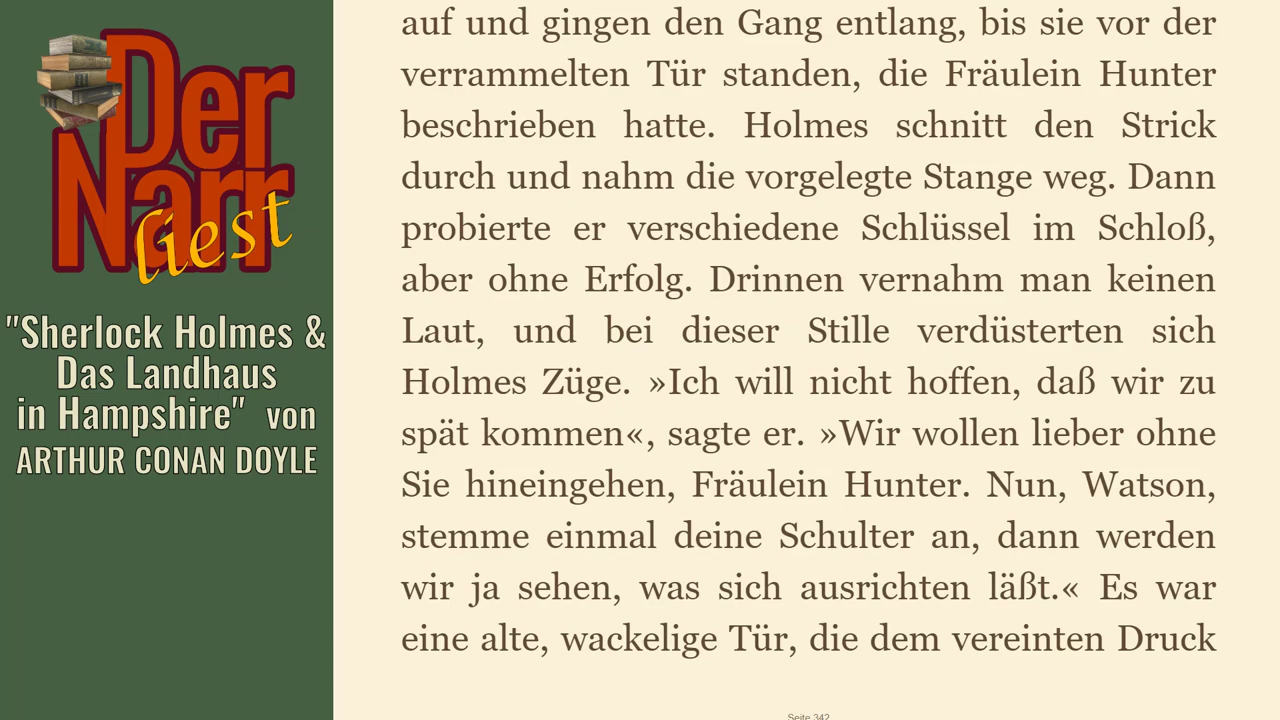 Der
Narr
liest
"Sherlock Holmes &
Das Landhaus
in Hampshire" von
ARTHUR CONAN DOYLE
auf und gingen den Gang entlang, bis sie vor der
verrammelten Tür standen, die Fräulein Hunter
beschrieben hatte. Holmes schnitt den Strick
durch und nahm die vorgelegte Stange weg. Dann
probierte er verschiedene Schlüssel im Schloß,
aber ohne Erfolg. Drinnen vernahm man keinen
Laut, und bei dieser Stille verdüsterten sich
Holmes Züge. »Ich will nicht hoffen, daß wir zu
spät kommen«, sagte er. »Wir wollen lieber ohne
Sie hineingehen, Fräulein Hunter. Nun, Watson,
stemme einmal deine Schulter an, dann werden
wir ja sehen, was sich ausrichten läßt.« Es war
eine alte, wackelige Tür, die dem vereinten Druck
Seite 342